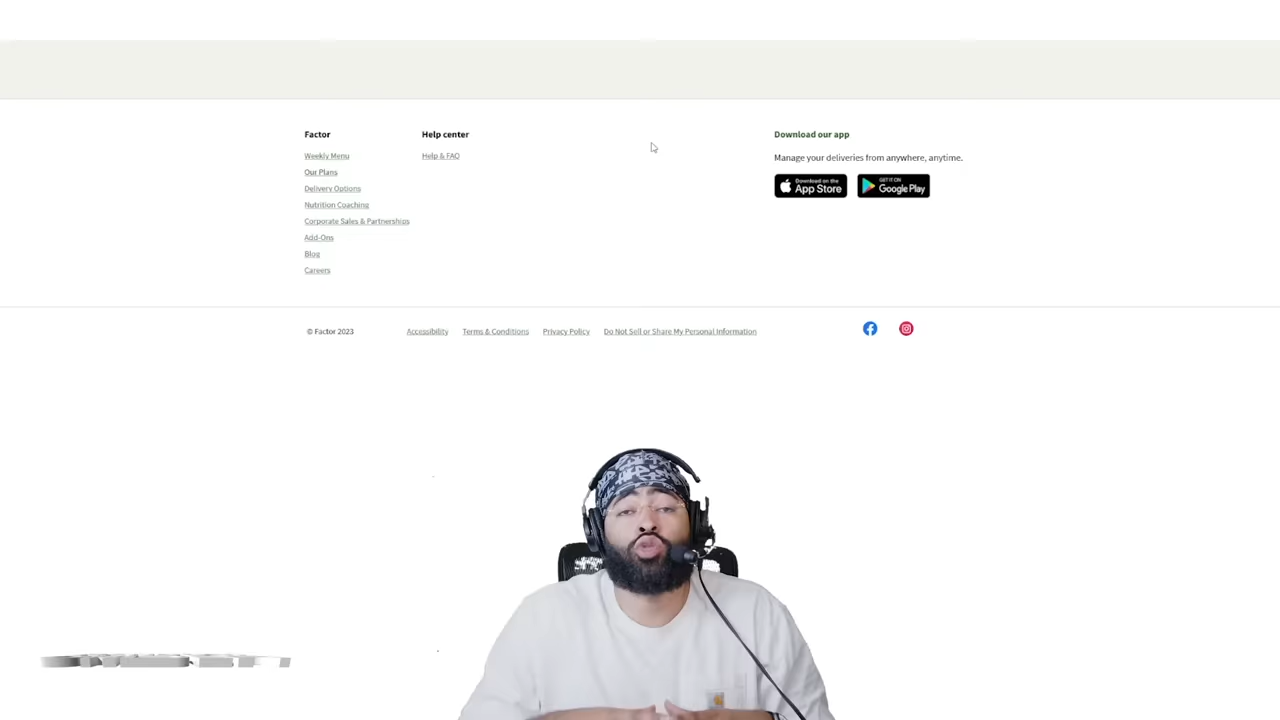 Factor
Weekly Menu
Our Plans
Delivery Options
Nutrition Coaching
Corporate Sales & Partnerships
Add-Ons
Blog
Careers
Help center
Help & FAQ
Download our app
Manage your deliveries from anywhere, anytime.
Download on the App Store
GET IT ON Google Play
© Factor 2023 Accessibility Terms & Conditions Privacy Policy Do Not Sell or Share My Personal Information